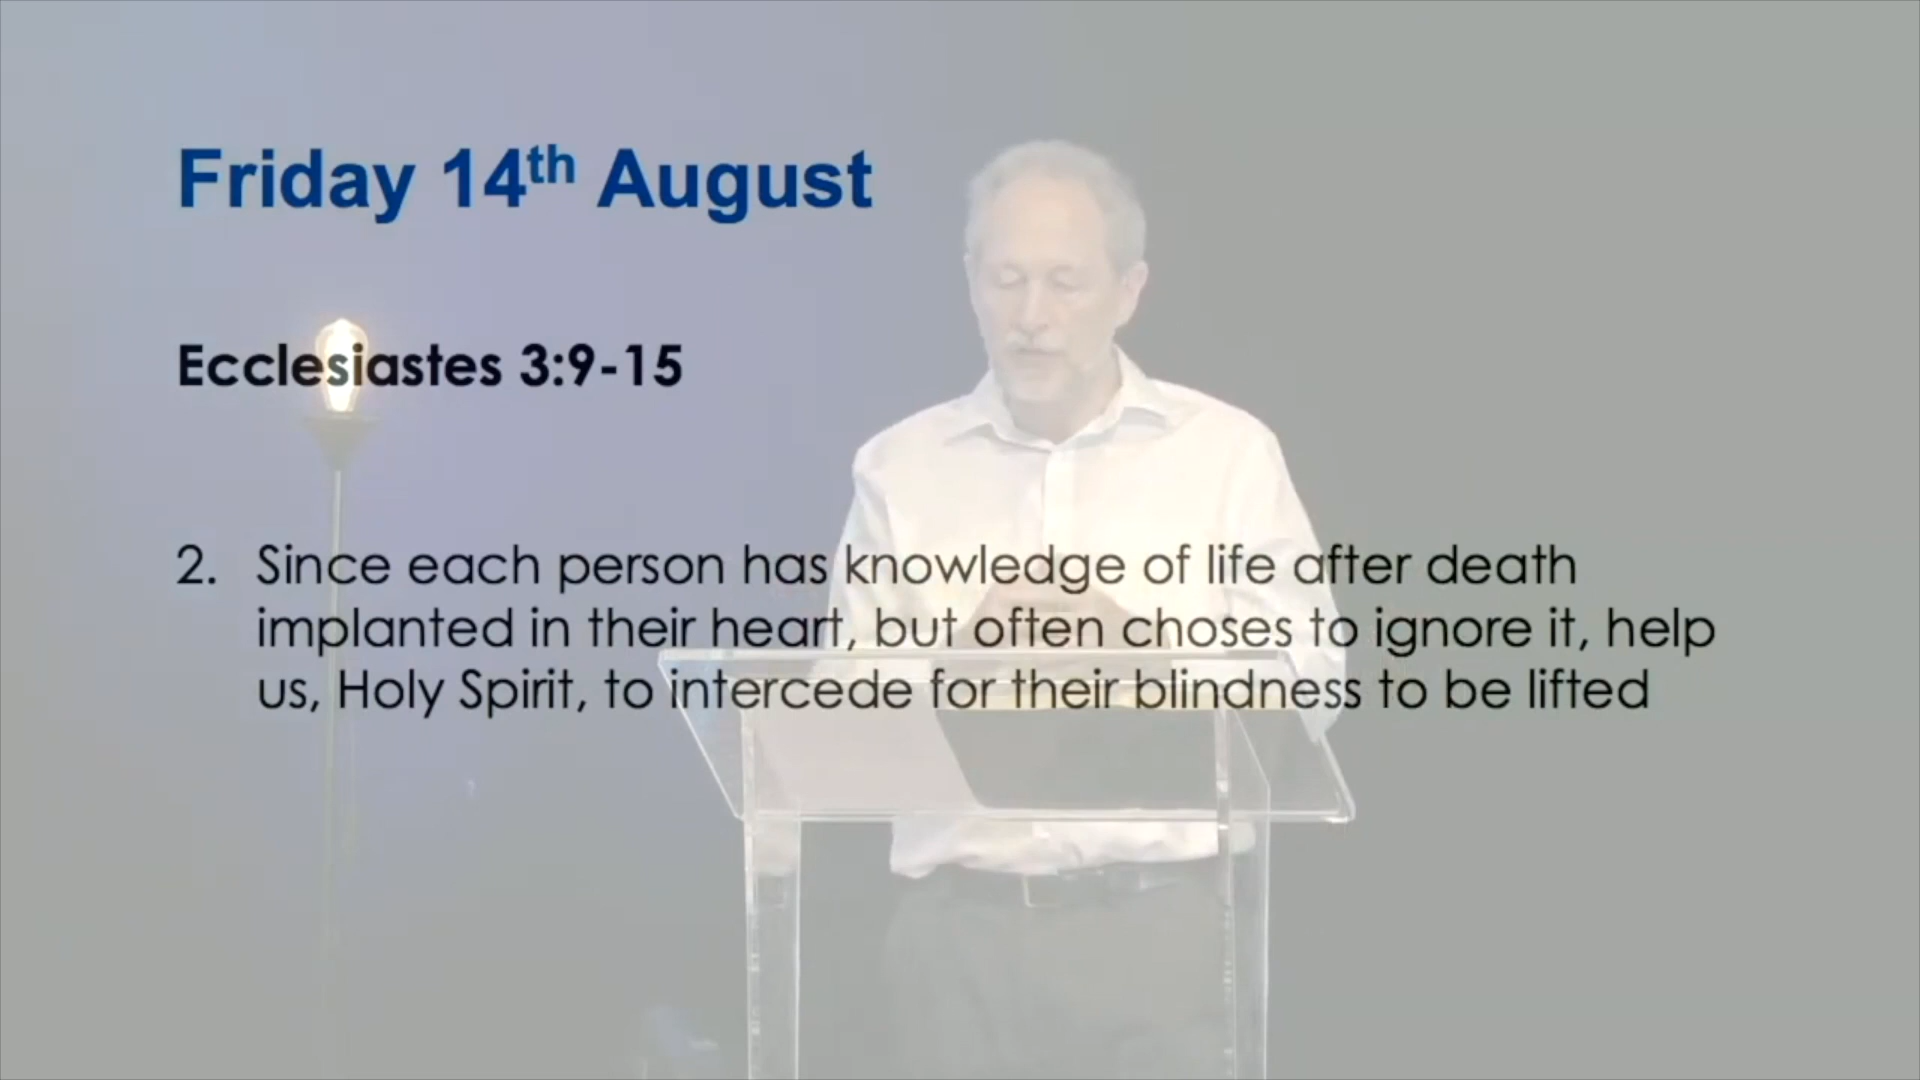 Friday 14th August
Ecclesiastes 3:9-15
2. Since each person has knowledge of life after death
implanted in their heart, but often choses to ignore it, help
us, Holy Spirit, to intercede for their blindness to be lifted